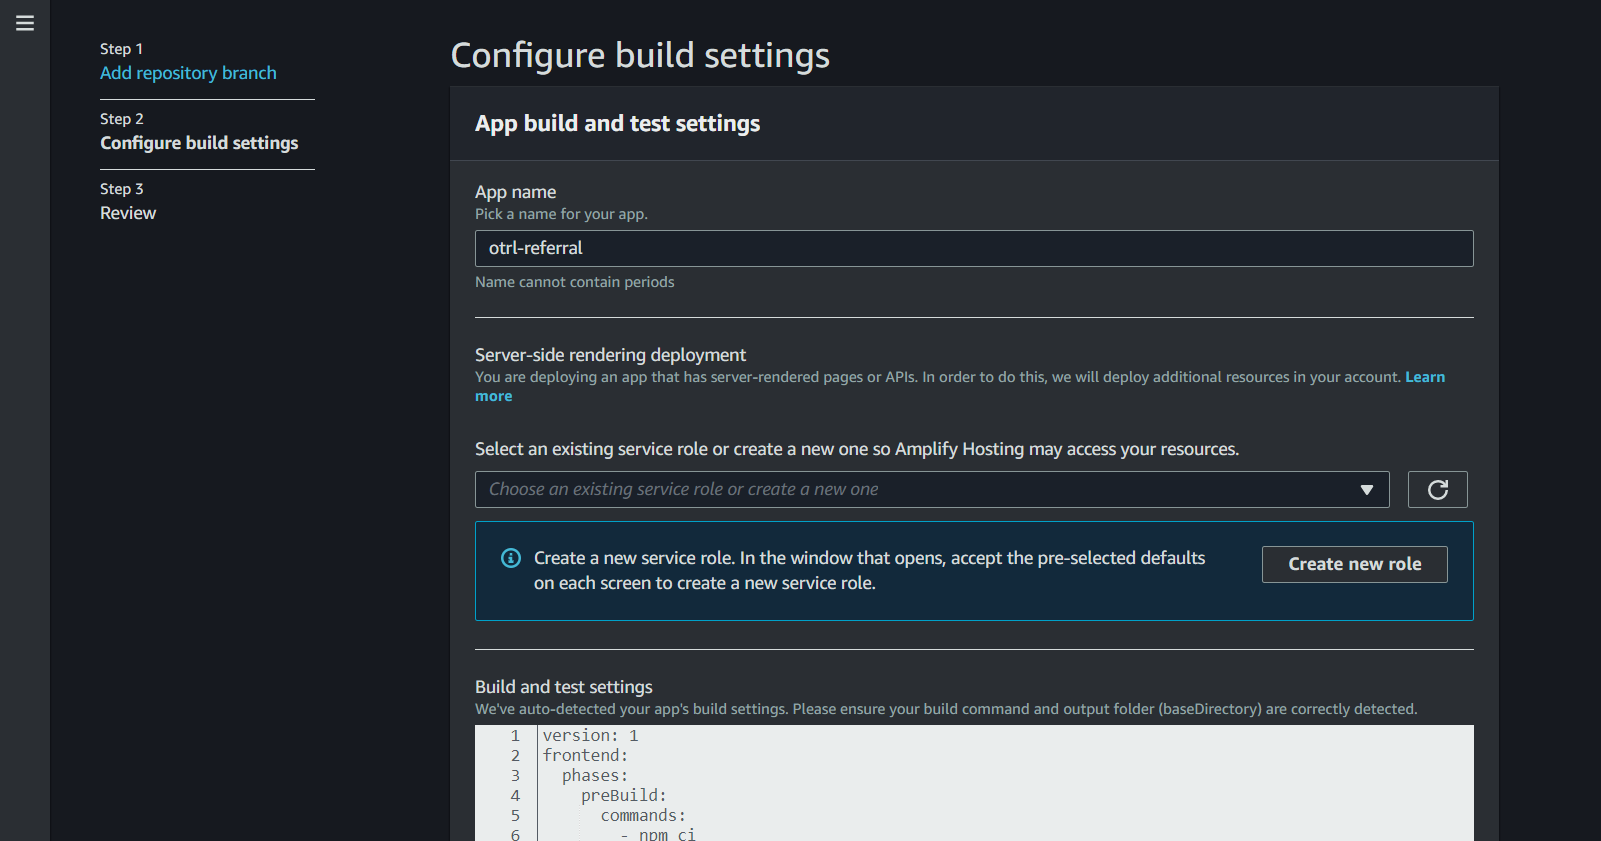 Step 1
Add repository branch
Step 2
Configure build settings
Step 3
Review
Configure build settings
App build and test settings
App name
Pick a name for your app.
otrl-referral
Name cannot contain periods
Server-side rendering deployment
You are deploying an app that has server-rendered pages or APIs. In order to do this, we will deploy additional resources in your account. Learn
more
Select an existing service role or create a new one so Amplify Hosting may access your resources.
Choose an existing service role or create a new one
Create a new service role. In the window that opens, accept the pre-selected defaults
on each screen to create a new service role.
Create new role
Build and test settings
We've auto-detected your app's build settings. Please ensure your build command and output folder (baseDirectory) are correctly detected.
1 version: 1
2 frontend:
3 phases:
4 preBuild:
5 commands:
6 - npm ci